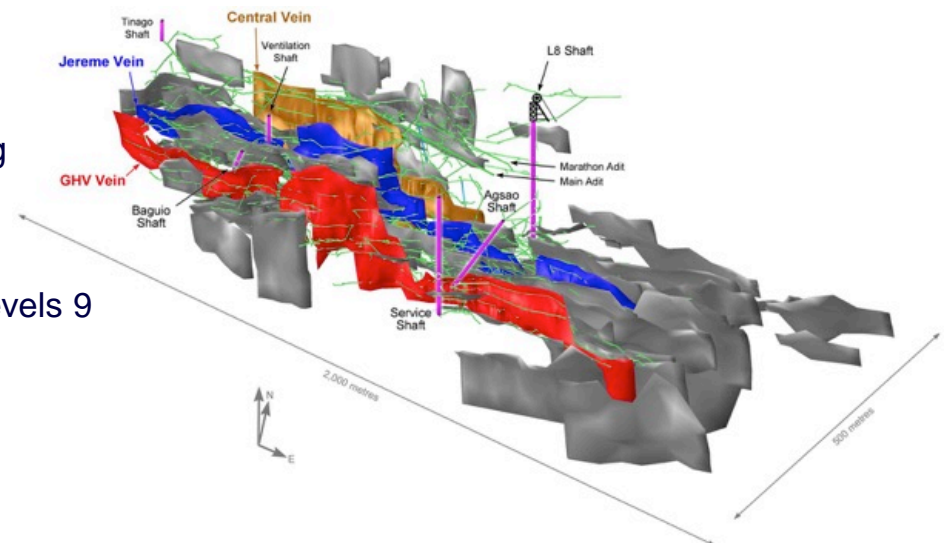 Tinago
Shaft
Central Vein
Ventilation
Shaft
L8 Shaft
Jereme Vein
g
Marathon Adit
Main Adit
GHV Vein
Agsao
Shaft
Baguio
Shaft
vels 9
Service
Shaft
2,000 metres
500 metres
N
E